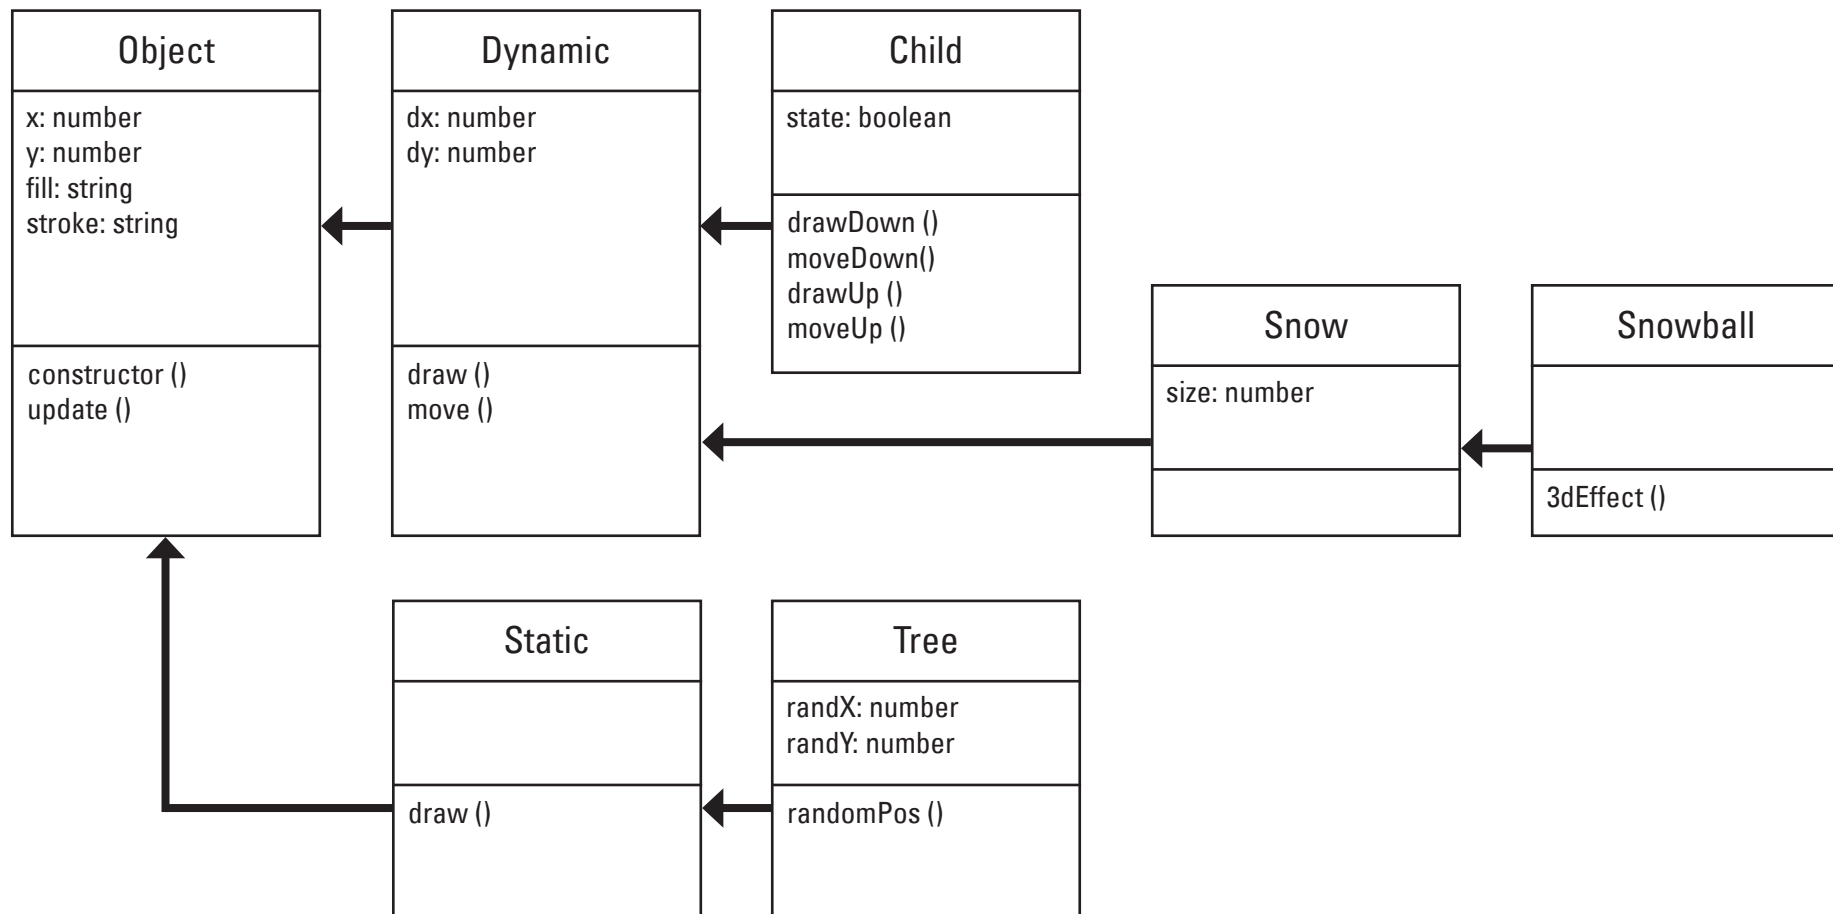 Object
x: number
y: number
fill: string
stroke: string
constructor ()
update ()
Dynamic
dx: number
dy: number
draw ()
move ()
Child
state: boolean
drawDown ()
moveDown()
drawUp ()
moveUp ()
Snow
size: number
Snowball
3dEffect ()
Static
draw ()
Tree
randX: number
randY: number
randomPos ()